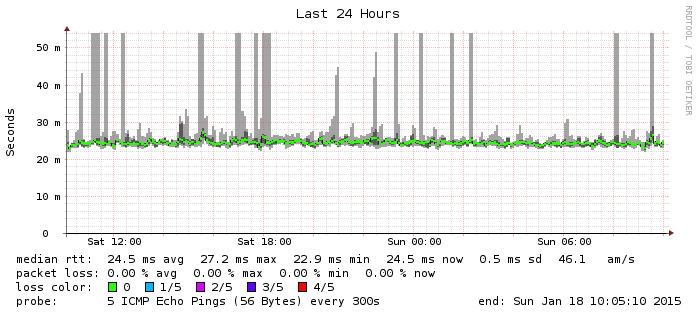 Last 24 Hours
RRDTOOL / TOBI OETIKER
Seconds
50 m
40 m
30 m
20 m
10 m
0
Sat 12:00 Sat 18:00 Sun 00:00 Sun 06:00
median rtt: 24.5 ms avg 27.2 ms max 22.9 ms min 24.5 ms now 0.5 ms sd 46.1 am/s
packet loss: 0.00 % avg 0.00 % max 0.00 % min 0.00 % now
loss color: 0 1/5 2/5 3/5 4/5
probe: 5 ICMP Echo Pings (56 Bytes) every 300s end: Sun Jan 18 10:05:10 2015